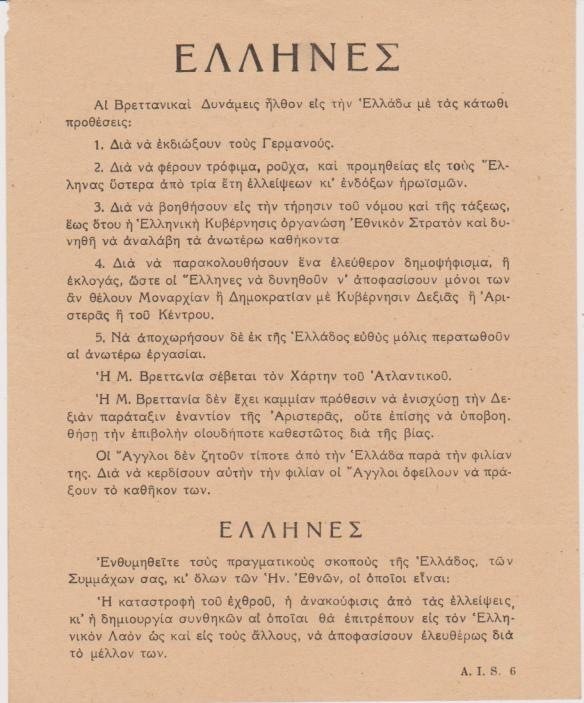 ΕΛΛΗΝΕΣ
Αἱ Βρεττανικαὶ Δυνάμεις ἦλθον εἰς τὴν Ἑλλάδα μὲ τὰς κάτωθι
προθέσεις:
1. Διὰ νὰ ἐκδιώξουν τοὺς Γερμανούς.
2. Διὰ νὰ φέρουν τρόφιμα, ροῦχα, καὶ προμηθείας εἰς τοὺς Ἕλ-
ληνας ὕστερα ἀπὸ τρία ἔτη ἐλλείψεων κι' ἐνδόξων ἡρωϊσμῶν.
3. Διὰ νὰ βοηθήσουν εἰς τὴν τήρησιν τοῦ νόμου καὶ τῆς τάξεως,
ἕως ὅτου ἡ Ἑλληνικὴ Κυβέρνησις ὀργανώση Ἐθνικὸν Στρατὸν καὶ δυ-
νηθῆ νὰ ἀναλάβη τὰ ἀνωτέρω καθήκοντα
4. Διὰ νὰ παρακολουθήσουν ἕνα ἐλεύθερον δημοψήφισμα, ἢ
ἐκλογάς, ὥστε οἱ Ἕλληνες νὰ δυνηθοῦν ν' ἀποφασίσουν μόνοι των
ἂν θέλουν Μοναρχίαν ἢ Δημοκρατίαν μὲ Κυβέρνησιν Δεξιᾶς ἢ Ἀρι-
στερᾶς ἢ τοῦ Κέντρου.
5. Νὰ ἀποχωρήσουν δὲ ἐκ τῆς Ἑλλάδος εὐθὺς μόλις περατωθοῦν
αἱ ἀνωτέρω ἐργασίαι.
Ἡ Μ. Βρεττανία σέβεται τὸν Χάρτην τοῦ Ἀτλαντικοῦ.
Ἡ Μ. Βρεττανία δὲν ἔχει καμμίαν πρόθεσιν νὰ ἐνισχύση τὴν Δε-
ξιὰν παράταξιν ἐναντίον τῆς Ἀριστερᾶς, οὔτε ἐπίσης νὰ ὑποβοη.
θήση τὴν ἐπιβολὴν οἱουδήποτε καθεστῶτος διὰ τῆς βίας.
Οἱ Ἄγγλοι δὲν ζητοῦν τίποτε ἀπὸ τὴν Ἑλλάδα παρὰ τὴν φιλίαν
της. Διὰ νὰ κερδίσουν αὐτὴν τὴν φιλίαν οἱ Ἄγγλοι ὀφείλουν νὰ πρά-
ξουν τὸ καθῆκον των.
ΕΛΛΗΝΕΣ
Ἐνθυμηθεῖτε τοὺς πραγματικοὺς σκοποὺς τῆς Ἑλλάδος, τῶν
Συμμάχων σας, κι' ὅλων τῶν Ἡν. Ἐθνῶν, οἱ ὁποῖοι εἶναι:
Ἡ καταστροφὴ τοῦ ἐχθροῦ, ἡ ἀνακούφισις ἀπὸ τὰς ἐλλείψεις,
κι' ἡ δημιουργία συνθηκῶν αἱ ὁποῖαι θὰ ἐπιτρέπουν εἰς τὸν Ἑλλη-
νικὸν Λαὸν ὡς καὶ εἰς τοὺς ἄλλους, νὰ ἀποφασίσουν ἐλευθέρως διὰ
τὸ μέλλον των.
A. I. S. 6